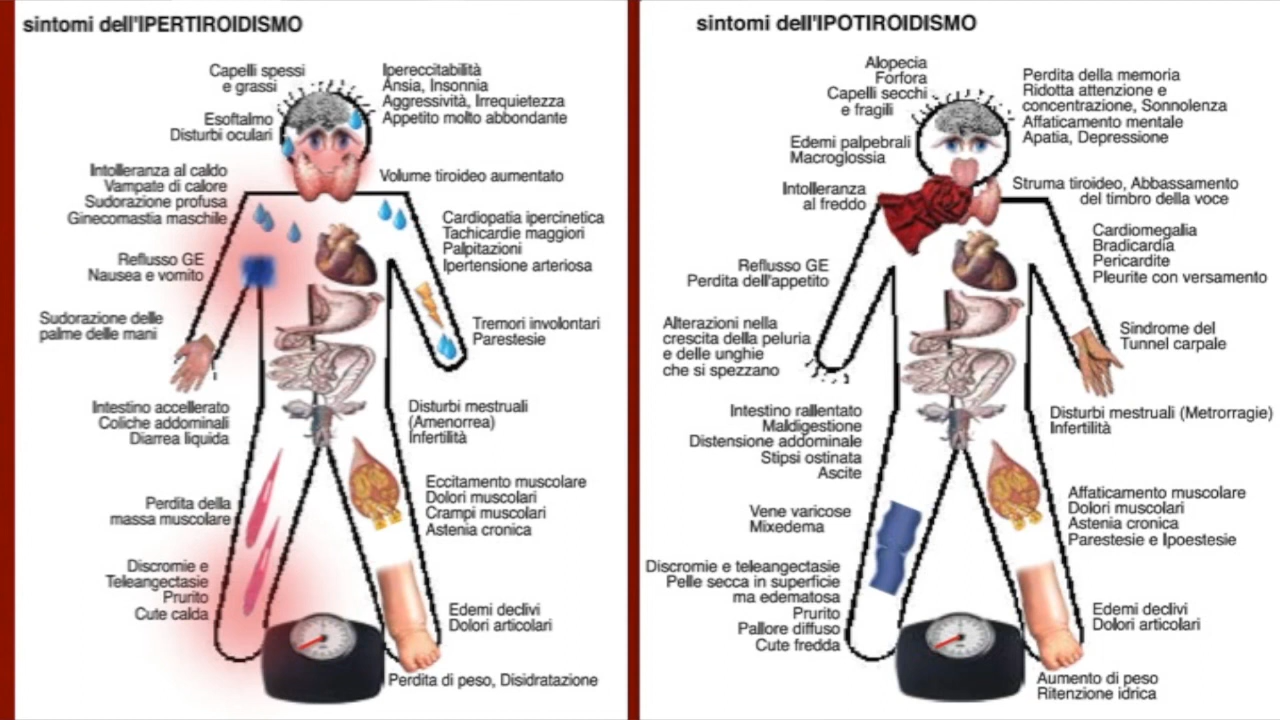 sintomi dell'IPERTIROIDISMO
Capelli spessi
e grassi
Ipereccitabilità
Ansia, Insonnia
Aggressività, Irrequietezza
Appetito molto abbondante
Esoftalmo
Disturbi oculari
Intolleranza al caldo
Vampate di calore
Sudorazione profusa
Ginecomastia maschile
Volume tiroideo aumentato
Cardiopatia ipercinetica
Tachicardie maggiori
Palpitazioni
Ipertensione arteriosa
Reflusso GE
Nausea e vomito
Sudorazione delle
palme delle mani
Tremori involontari
Parestesie
Intestino accellerato
Coliche addominali
Diarrea liquida
Disturbi mestruali
(Amenorrea)
Infertilità
Perdita della
massa muscolare
Eccitamento muscolare
Dolori muscolari
Crampi muscolari
Astenia cronica
Discromie e
Teleangectasie
Prurito
Cute calda
Edemi declivi
Dolori articolari
Perdita di peso, Disidratazione
sintomi dell'IPOTIROIDISMO
Alopecia
Forfora
Capelli secchi
e fragili
Perdita della memoria
Ridotta attenzione e
concentrazione, Sonnolenza
Affaticamento mentale
Apatia, Depressione
Edemi palpebrali
Macroglossia
Intolleranza
al freddo
Struma tiroideo, Abbassamento
del timbro della voce
Cardiomegalia
Bradicardia
Pericardite
Pleurite con versamento
Reflusso GE
Perdita dell'appetito
Alterazioni nella
crescita della peluria
e delle unghie
che si spezzano
Sindrome del
Tunnel carpale
Intestino rallentato
Maldigestione
Distensione addominale
Stipsi ostinata
Ascite
Disturbi mestruali (Metrorragie)
Infertilità
Vene varicose
Mixedema
Affaticamento muscolare
Dolori muscolari
Astenia cronica
Parestesie e Ipoestesie
Discromie e teleangectasie
Pelle secca in superficie
ma edematosa
Prurito
Pallore diffuso
Cute fredda
Edemi declivi
Dolori articolari
Aumento di peso
Ritenzione idrica